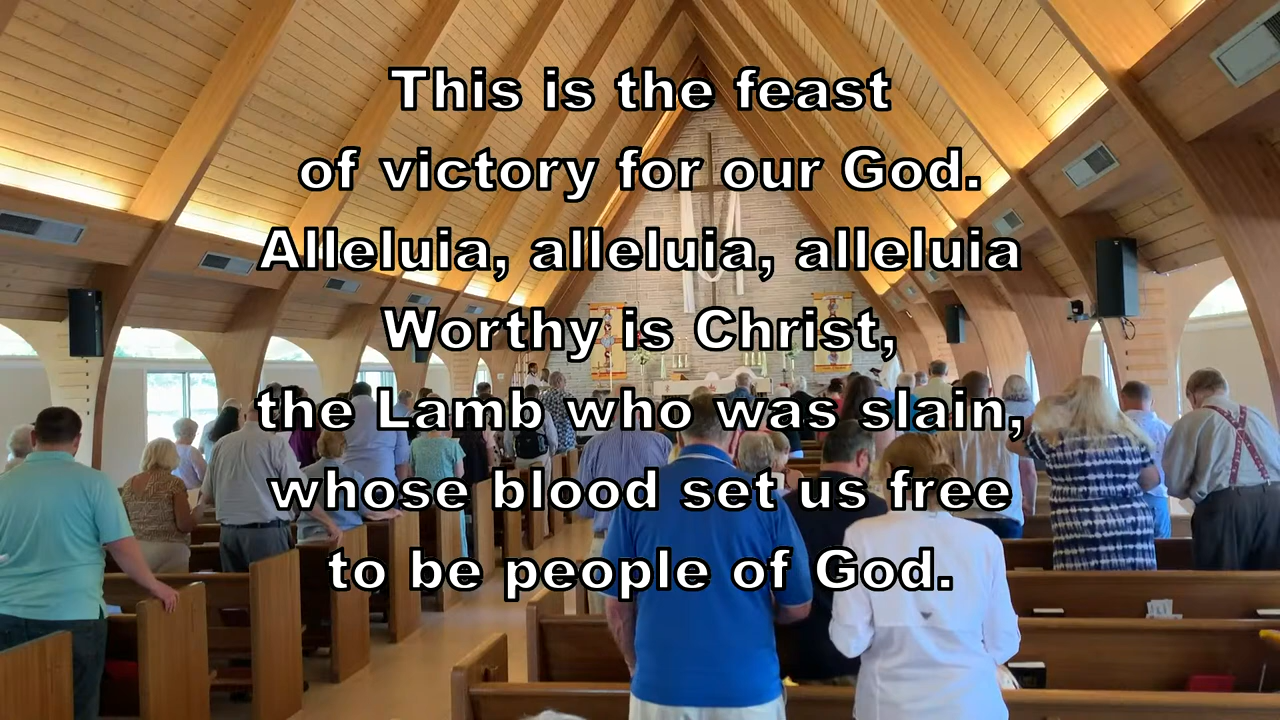 This is the feast
of victory for our God.
Alleluia, alleluia, alleluia
Worthy is Christ,
the Lamb who was slain,
whose blood set us free
to be people of God.